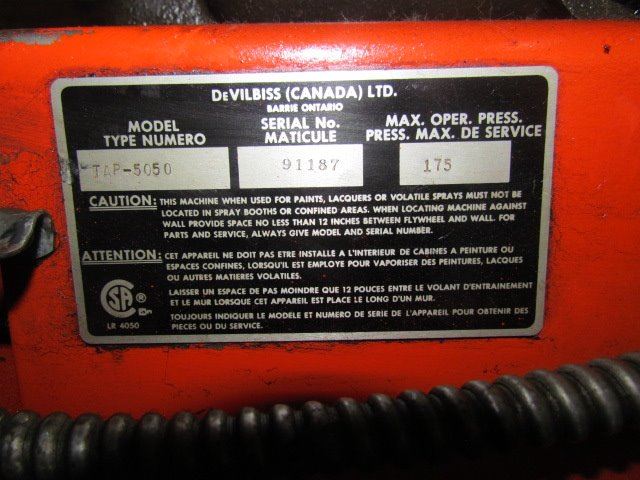 DeVILBISS (CANADA) LTD.
BARRIE ONTARIO
MODEL
TYPE NUMERO
SERIAL No.
MATICULE
MAX. OPER. PRESS.
PRESS. MAX. DE SERVICE
TAP-5050
91187
175
CAUTION: THIS MACHINE WHEN USED FOR PAINTS, LACQUERS OR VOLATILE SPRAYS MUST NOT BE
LOCATED IN SPRAY BOOTHS OR CONFINED AREAS. WHEN LOCATING MACHINE AGAINST
WALL PROVIDE SPACE NO LESS THAN 12 INCHES BETWEEN FLYWHEEL AND WALL. FOR
PARTS AND SERVICE, ALWAYS GIVE MODEL AND SERIAL NUMBER.
ATTENTION: CET APPAREIL NE DOIT PAS ETRE INSTALLE A L'INTERIEUR DE CABINES A PEINTURE OU
ESPACES CONFINES, LORSQU'IL EST EMPLOYE POUR VAPORISER DES PEINTURES, LAQUES
OU AUTRES MATIERES VOLATILES.
LAISSER UN ESPACE DE PAS MOINDRE QUE 12 POUCES ENTRE LE VOLANT D'ENTRAINEMENT
ET LE MUR LORSQUE CET APPAREIL EST PLACE LE LONG D'UN MUR.
TOUJOURS INDIQUER LE MODELE ET NUMERO DE SERIE DE L'APPAREIL POUR OBTENIR DES
PIECES OU DU SERVICE.
CSA ®
LR 4050